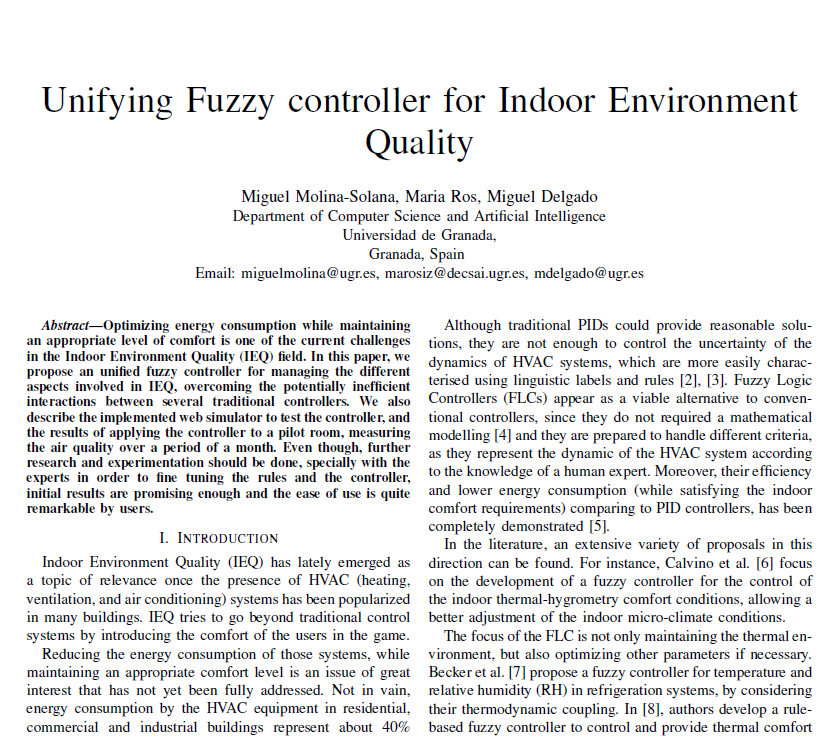 Unifying Fuzzy controller for Indoor Environment
Quality
Miguel Molina-Solana, Maria Ros, Miguel Delgado
Department of Computer Science and Artificial Intelligence
Universidad de Granada,
Granada, Spain
Email: miguelmolina@ugr.es, marosiz@decsai.ugr.es, mdelgado@ugr.es
Abstract—Optimizing energy consumption while maintaining
an appropriate level of comfort is one of the current challenges
in the Indoor Environment Quality (IEQ) field. In this paper, we
propose an unified fuzzy controller for managing the different
aspects involved in IEQ, overcoming the potentially inefficient
interactions between several traditional controllers. We also
describe the implemented web simulator to test the controller, and
the results of applying the controller to a pilot room, measuring
the air quality over a period of a month. Even though, further
research and experimentation should be done, specially with the
experts in order to fine tuning the rules and the controller,
initial results are promising enough and the ease of use is quite
remarkable by users.
I. INTRODUCTION
Indoor Environment Quality (IEQ) has lately emerged as
a topic of relevance once the presence of HVAC (heating,
ventilation, and air conditioning) systems has been popularized
in many buildings. IEQ tries to go beyond traditional control
systems by introducing the comfort of the users in the game.
Reducing the energy consumption of those systems, while
maintaining an appropriate comfort level is an issue of great
interest that has not yet been fully addressed. Not in vain,
energy consumption by the HVAC equipment in residential,
commercial and industrial buildings represent about 40%
Although traditional PIDs could provide reasonable solu-
tions, they are not enough to control the uncertainty of the
dynamics of HVAC systems, which are more easily charac-
terised using linguistic labels and rules [2], [3]. Fuzzy Logic
Controllers (FLCs) appear as a viable alternative to conven-
tional controllers, since they do not required a mathematical
modelling [4] and they are prepared to handle different criteria,
as they represent the dynamic of the HVAC system according
to the knowledge of a human expert. Moreover, their efficiency
and lower energy consumption (while satisfying the indoor
comfort requirements) comparing to PID controllers, has been
completely demonstrated [5].
In the literature, an extensive variety of proposals in this
direction can be found. For instance, Calvino et al. [6] focus
on the development of a fuzzy controller for the control of
the indoor thermal-hygrometry comfort conditions, allowing a
better adjustment of the indoor micro-climate conditions.
The focus of the FLC is not only maintaining the thermal en-
vironment, but also optimizing other parameters if necessary.
Becker et al. [7] propose a fuzzy controller for temperature and
relative humidity (RH) in refrigeration systems, by considering
their thermodynamic coupling. In [8], authors develop a rule-
based fuzzy controller to control and provide thermal comfort